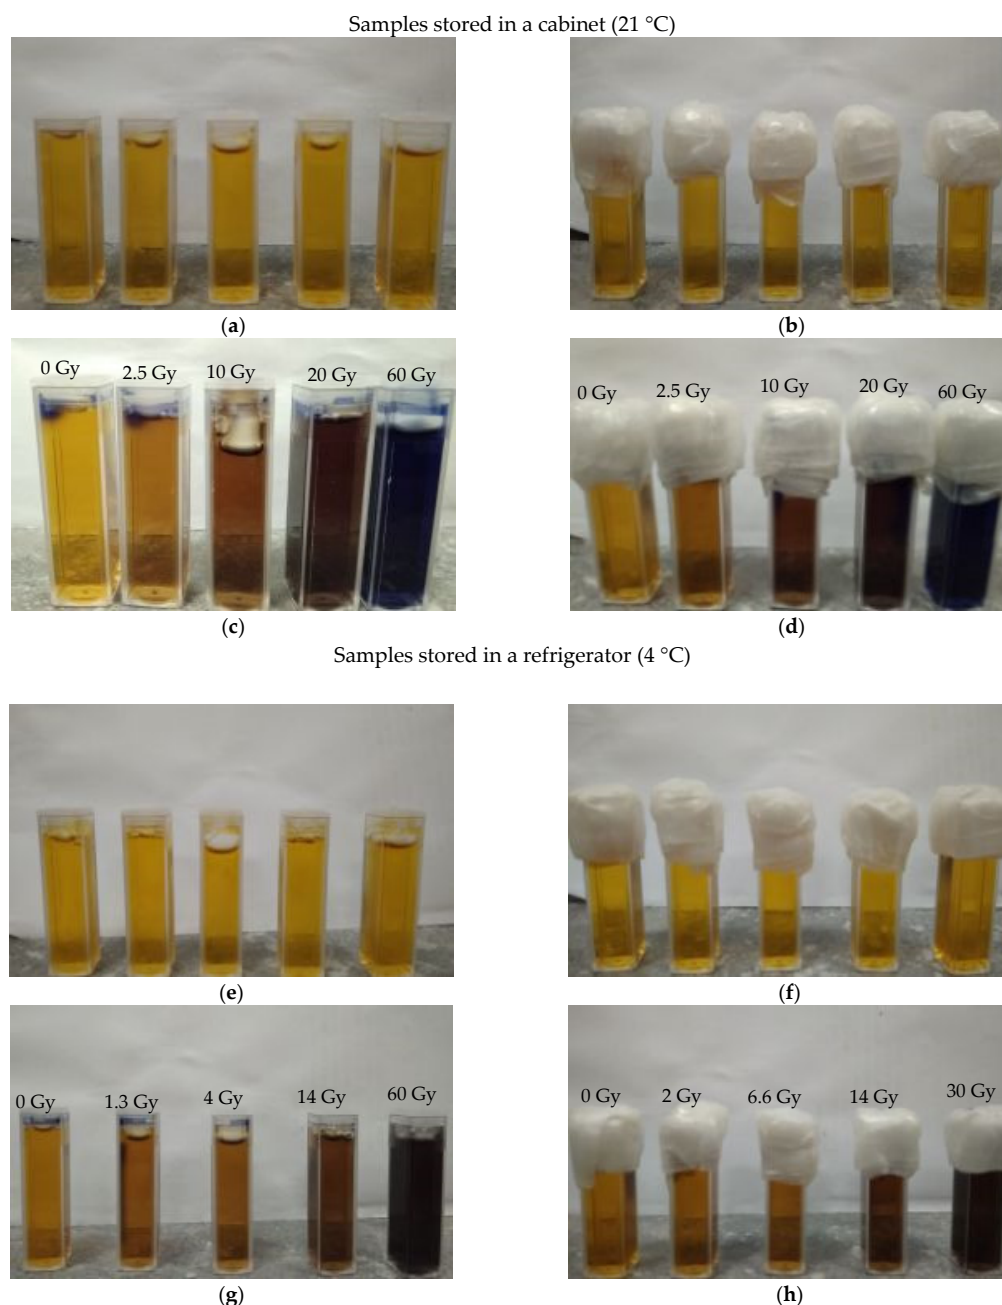 Samples stored in a cabinet (21 °C)
(a) (b)
0 Gy 2.5 Gy 10 Gy 20 Gy 60 Gy
0 Gy 2.5 Gy 10 Gy 20 Gy 60 Gy
(c) (d)
Samples stored in a refrigerator (4 °C)
(e) (f)
0 Gy 1.3 Gy 4 Gy 14 Gy 60 Gy
0 Gy 2 Gy 6.6 Gy 14 Gy 30 Gy
(g) (h)